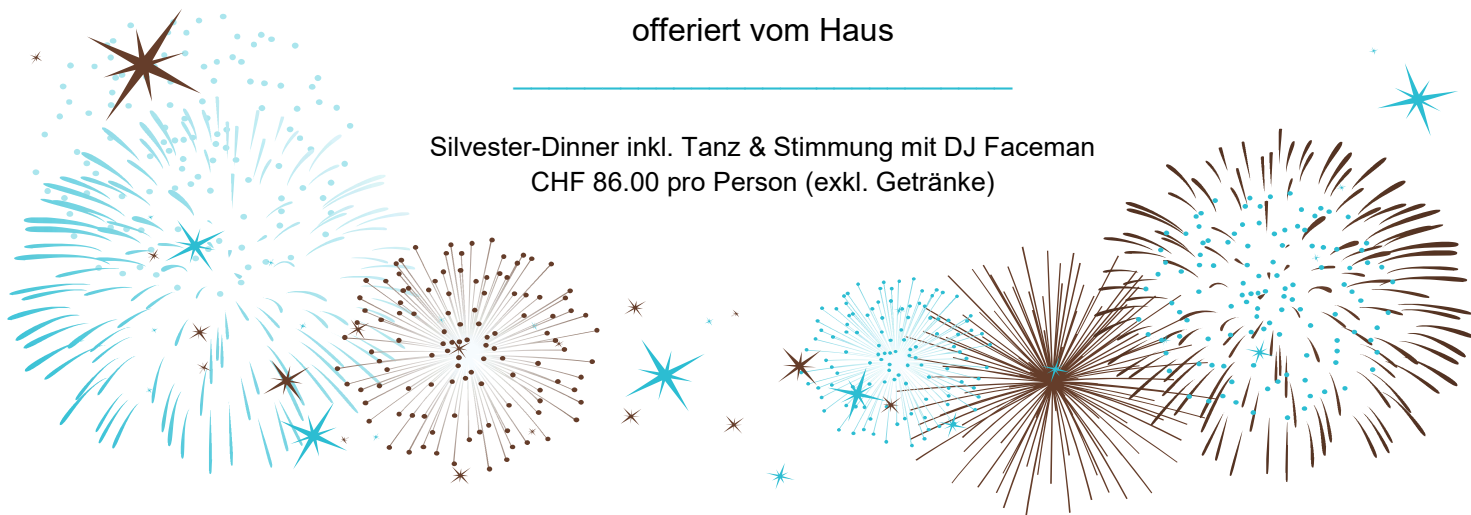 offeriert vom Haus
Silvester-Dinner inkl. Tanz & Stimmung mit DJ Faceman
CHF 86.00 pro Person (exkl. Getränke)